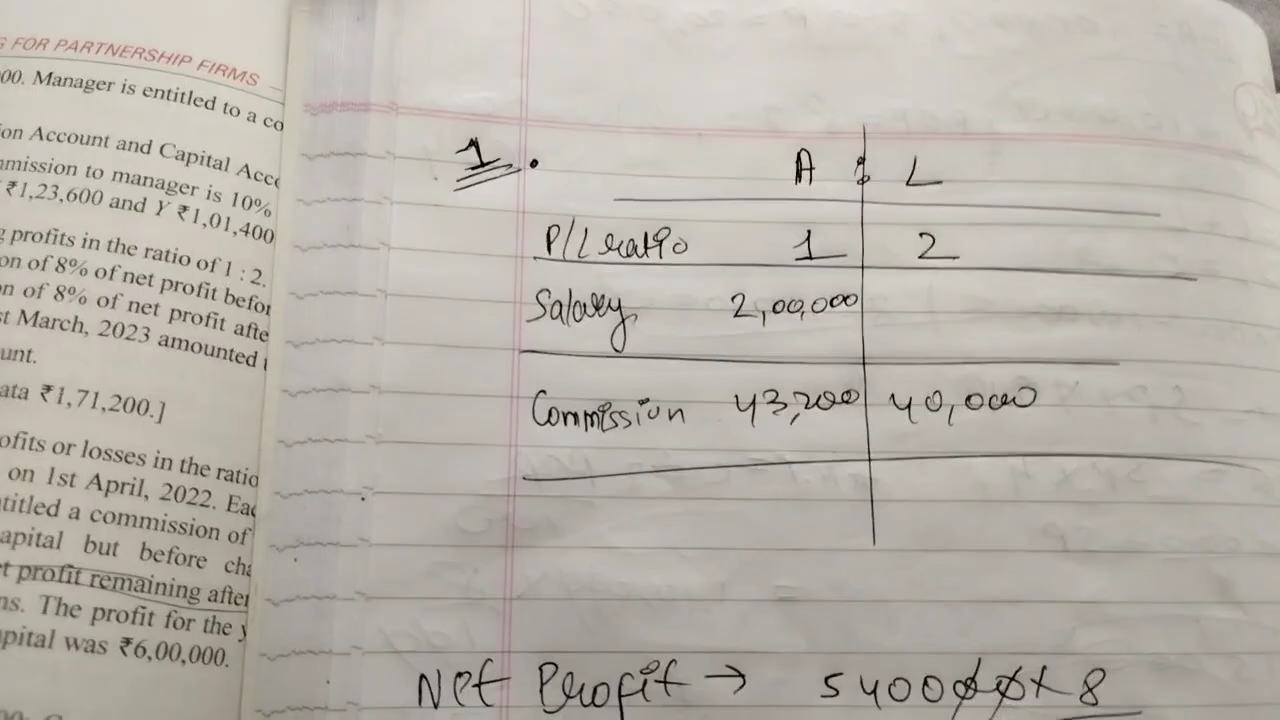 G FOR PARTNERSHIP FIRMS
00. Manager is entitled to a co
ion Account and Capital Acc
mmission to manager is 10%
₹1,23,600 and Y ₹1,01,400
g profits in the ratio of 1 : 2.
on of 8% of net profit befor
n of 8% of net profit afte
st March, 2023 amounted t
unt.
ata ₹1,71,200.]
ofits or losses in the ratio
on 1st April, 2022. Eac
titled a commission of
apital but before cha
t profit remaining after
ns. The profit for the y
apital was ₹6,00,000.
1.
A : L
P/L ratio 1 2
Salary 2,00,000
Commission 43,200 40,000
Net Profit → 540000 x 8